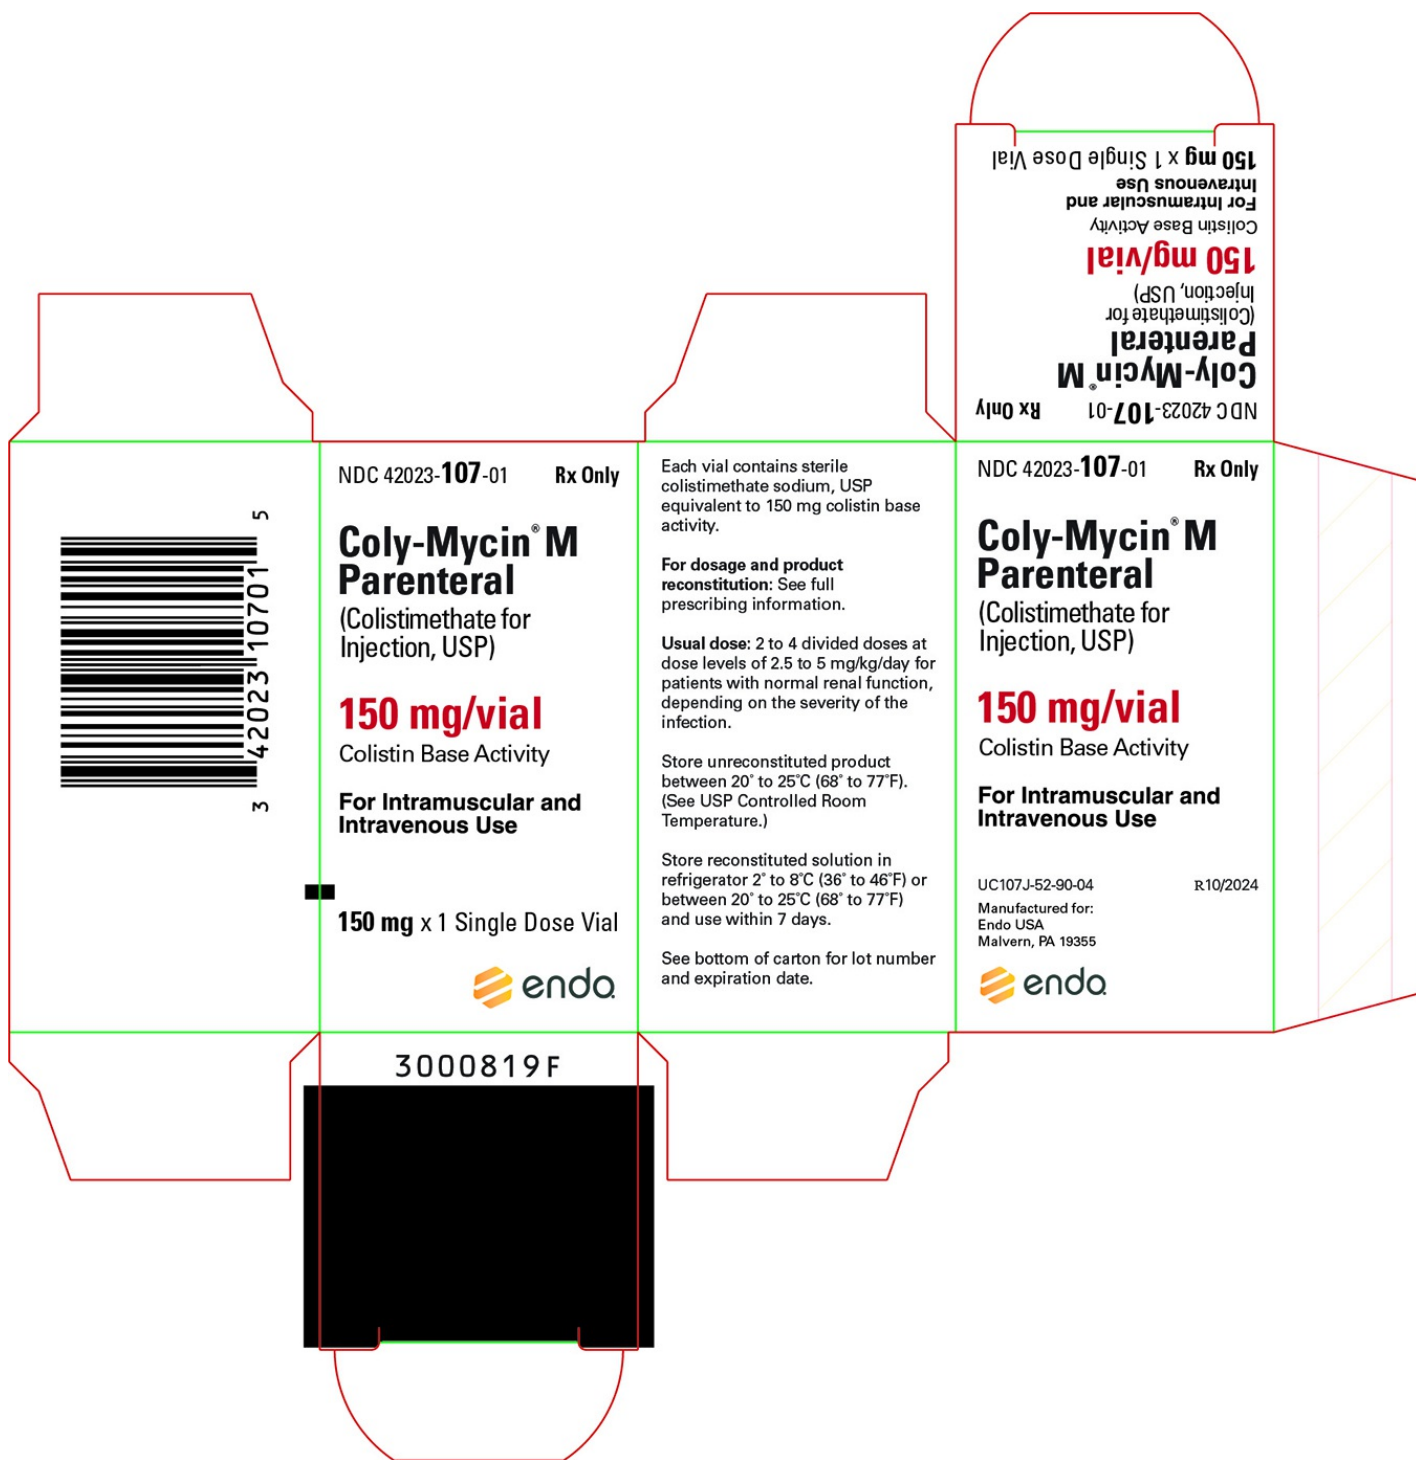 150 mg x 1 Single Dose Vial
For Intramuscular and
Intravenous Use
Colistin Base Activity
150 mg/vial
(Colistimethate for
Injection, USP)
Coly-Mycin® M
Parenteral
NDC 42023-107-01 Rx Only
3 42023 10701 5
NDC 42023-107-01 Rx Only
Coly-Mycin® M
Parenteral
(Colistimethate for
Injection, USP)
150 mg/vial
Colistin Base Activity
For Intramuscular and
Intravenous Use
150 mg x 1 Single Dose Vial
endo
Each vial contains sterile
colistimethate sodium, USP
equivalent to 150 mg colistin base
activity.
For dosage and product
reconstitution: See full
prescribing information.
Usual dose: 2 to 4 divided doses at
dose levels of 2.5 to 5 mg/kg/day for
patients with normal renal function,
depending on the severity of the
infection.
Store unreconstituted product
between 20˚ to 25˚C (68˚ to 77˚F).
(See USP Controlled Room
Temperature.)
Store reconstituted solution in
refrigerator 2˚ to 8˚C (36˚ to 46˚F) or
between 20˚ to 25˚C (68˚ to 77˚F)
and use within 7 days.
See bottom of carton for lot number
and expiration date.
NDC 42023-107-01 Rx Only
Coly-Mycin® M
Parenteral
(Colistimethate for
Injection, USP)
150 mg/vial
Colistin Base Activity
For Intramuscular and
Intravenous Use
UC107J-52-90-04 R10/2024
Manufactured for:
Endo USA
Malvern, PA 19355
endo
3000819F